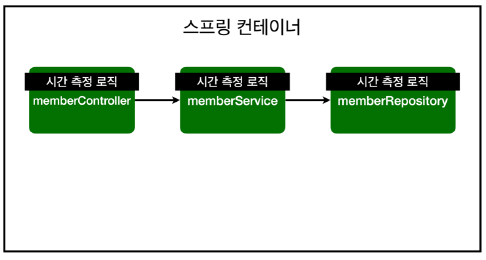 스프링 컨테이너
시간 측정 로직
memberController
시간 측정 로직
memberService
시간 측정 로직
memberRepository